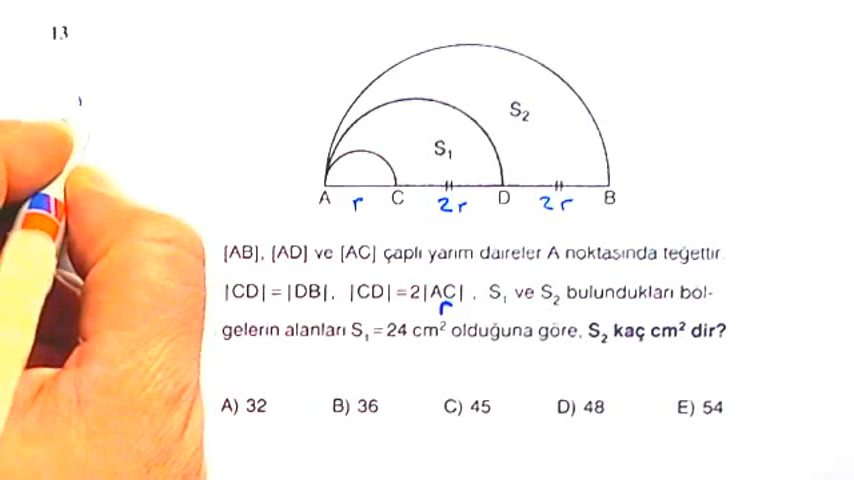 13
S₂
S₁
A C D B
r 2r 2r
[AB], [AD] ve [AC] çaplı yarım daireler A noktasında teğettir.
|CD| = |DB|, |CD| = 2|AC| , S₁ ve S₂ bulundukları böl-
r
gelerin alanları S₁ = 24 cm² olduğuna göre, S₂ kaç cm² dir?
A) 32 B) 36 C) 45 D) 48 E) 54